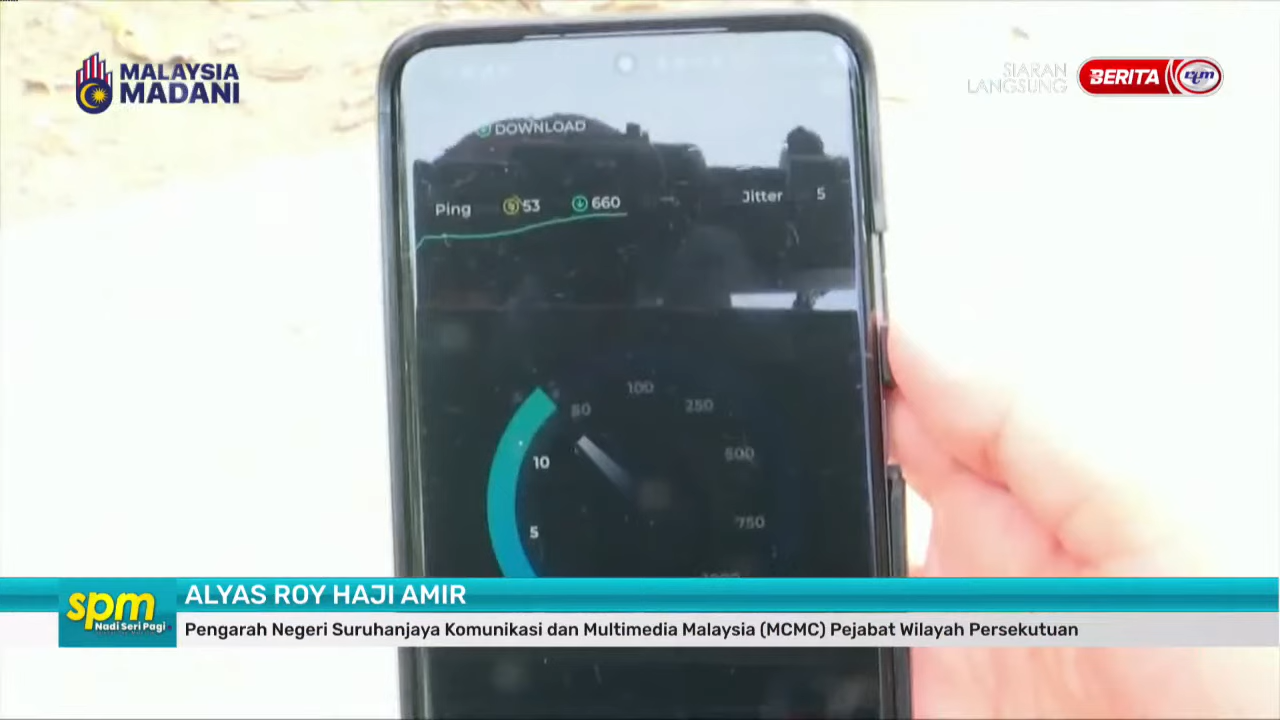 MALAYSIA
MADANI
SIARAN
LANGSUNG
BERITA rtm
DOWNLOAD
Ping 53 660 Jitter 5
100
50 250
10 500
5 750
spm
Nadi Seri Pagi
ALYAS ROY HAJI AMIR
Pengarah Negeri Suruhanjaya Komunikasi dan Multimedia Malaysia (MCMC) Pejabat Wilayah Persekutuan